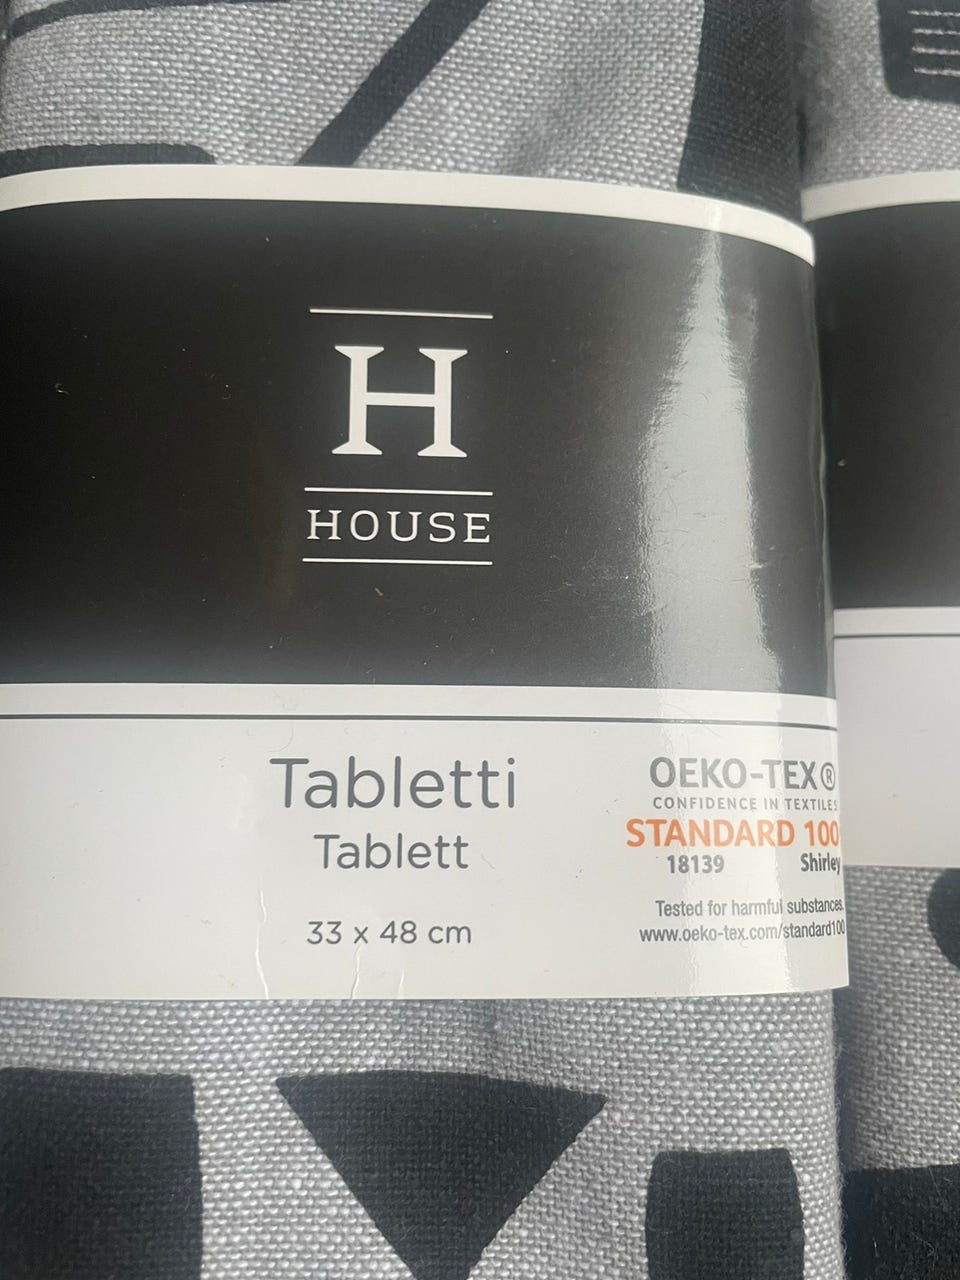 H
HOUSE
Tabletti
Tablett
33 x 48 cm
OEKO-TEX®
CONFIDENCE IN TEXTILES
STANDARD 100
18139 Shirley
Tested for harmful substances.
www.oeko-tex.com/standard100